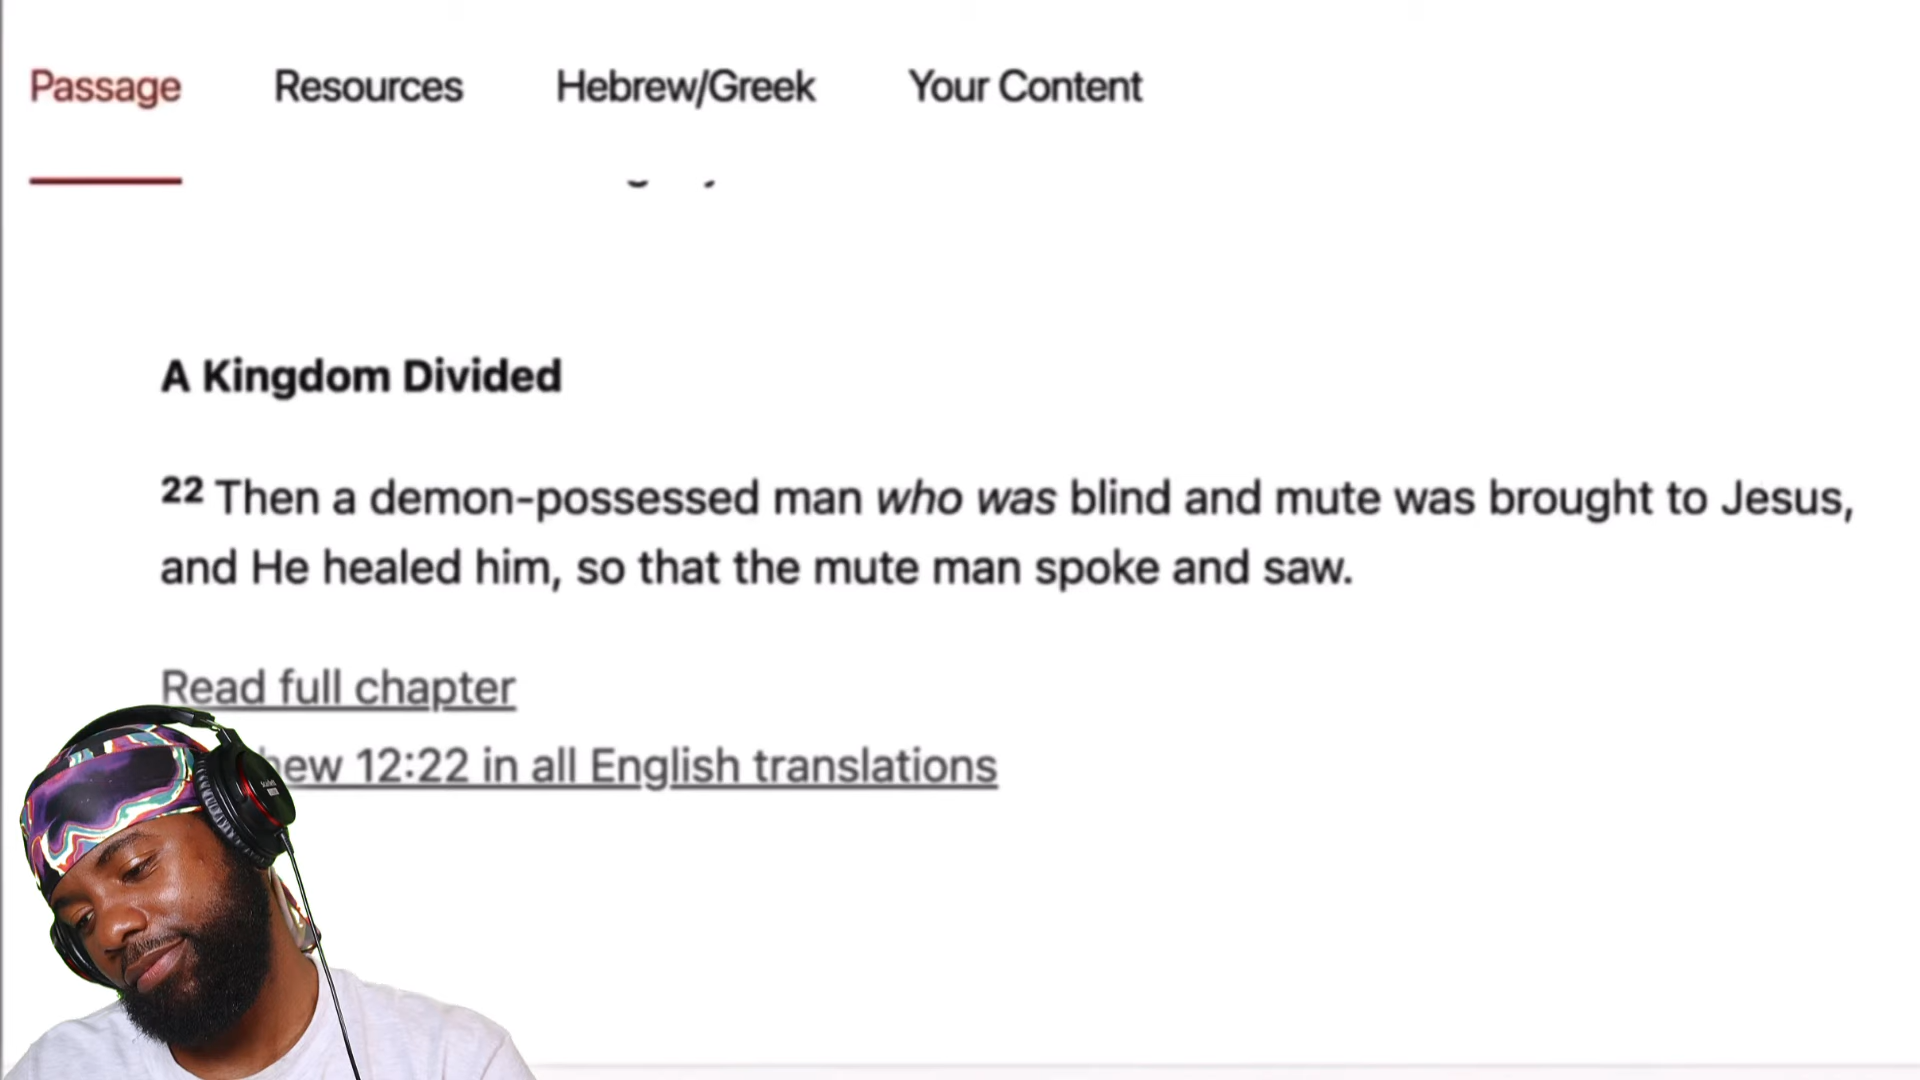 Passage Resources Hebrew/Greek Your Content
A Kingdom Divided
22 Then a demon-possessed man who was blind and mute was brought to Jesus,
and He healed him, so that the mute man spoke and saw.
Read full chapter
12:22 in all English translations